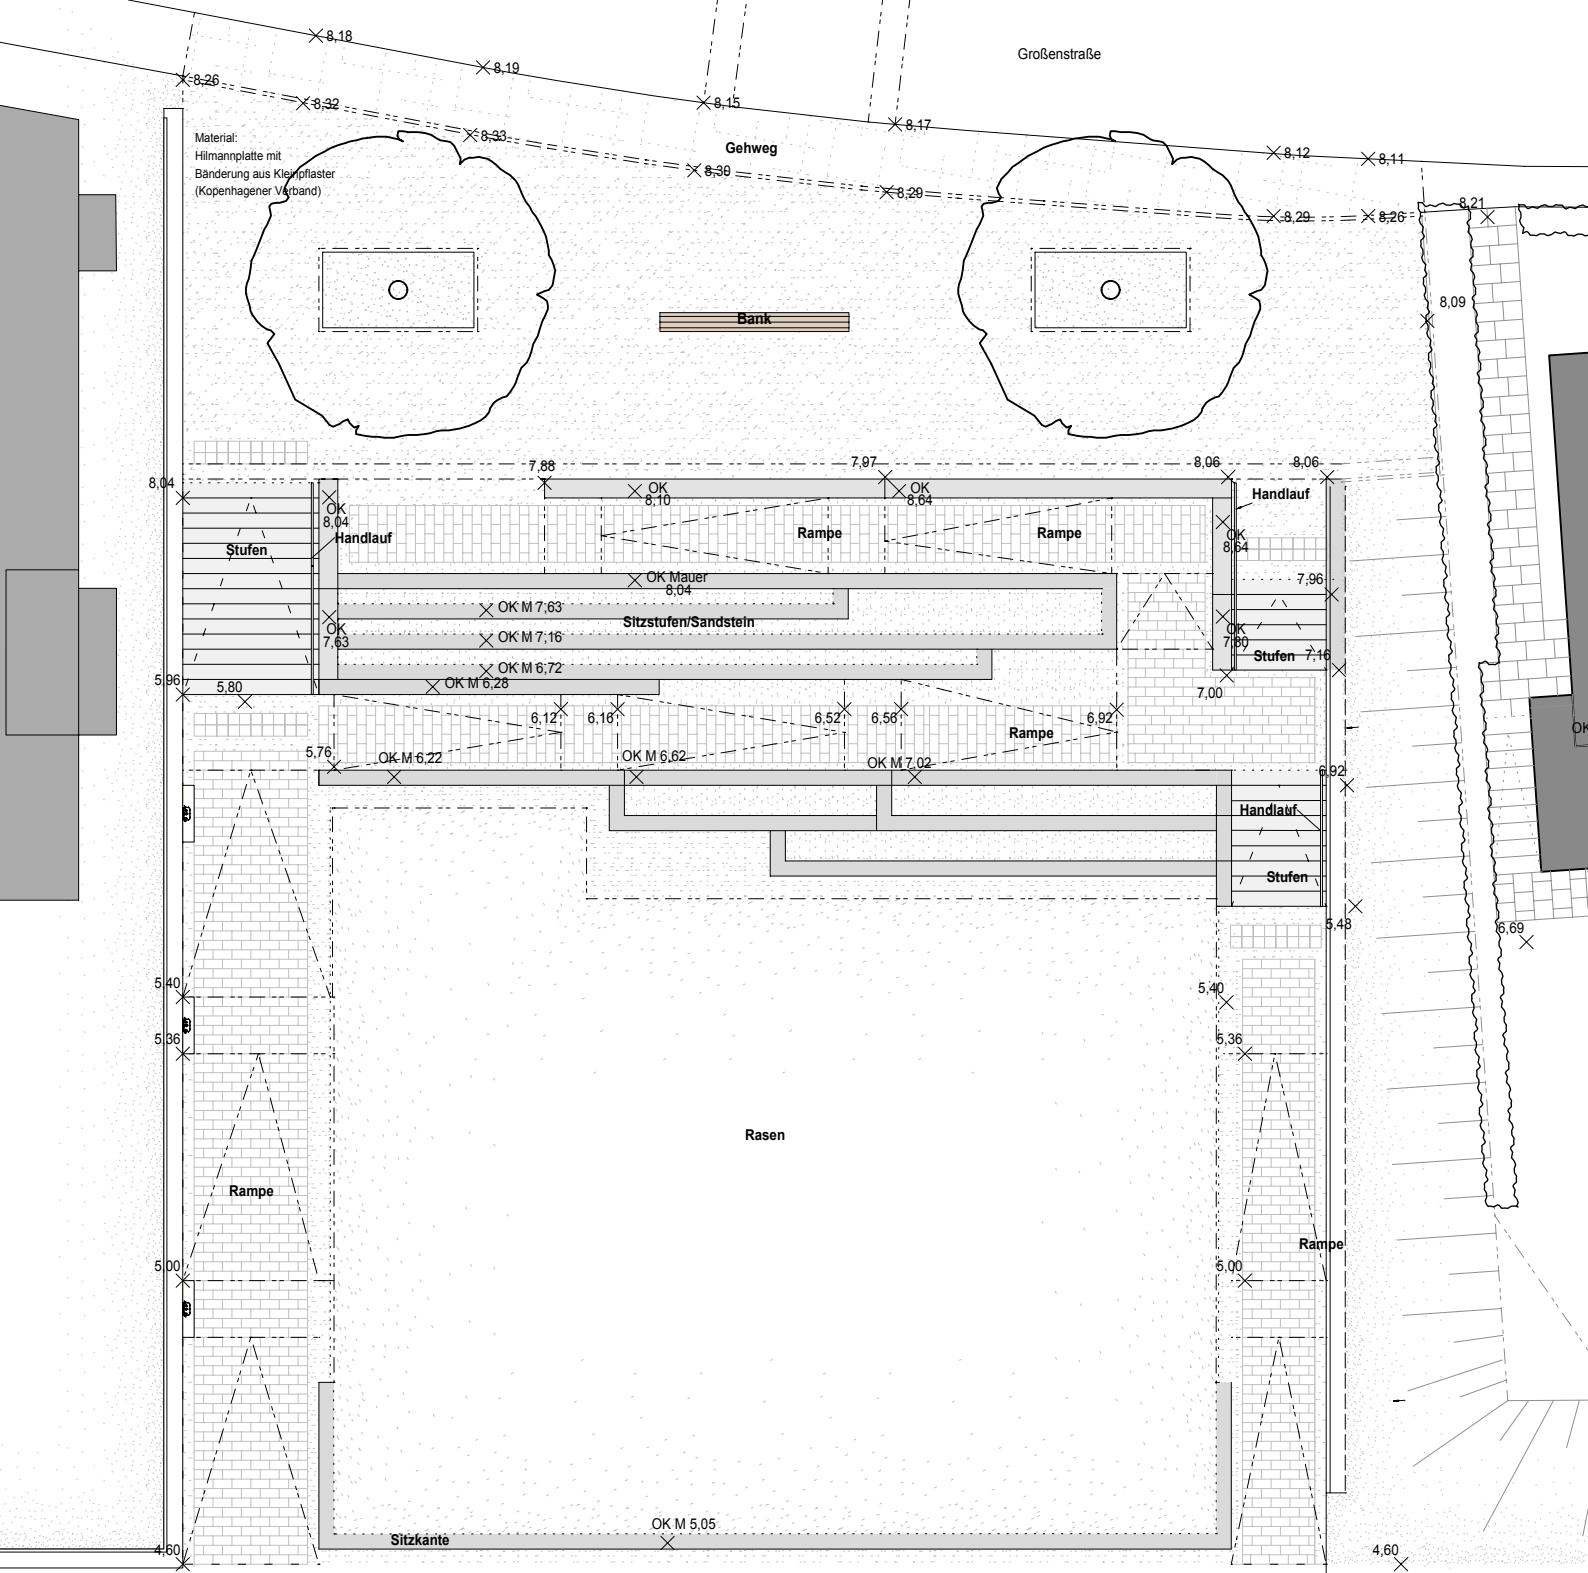 Großenstraße
8,18
8,19
8,26
8,32
8,15
8,17
8,33
Material:
Hilmannplatte mit
Bänderung aus Kleinpflaster
(Kopenhagener Verband)
Gehweg
8,12
8,11
8,30
8,29
8,29
8,26
8,21
8,09
Bank
7,88
7,97
8,06
8,06
8,04
OK
8,04
OK
8,10
OK
8,64
Handlauf
Stufen
Handlauf
Rampe
Rampe
OK
8,64
OK Mauer
8,04
7,96
OK M 7,63
Sitzstufen/Sandstein
OK
7,63
OK
7,80
OK M 7,16
Stufen
7,16
OK M 6,72
5,96
5,80
OK M 6,28
7,00
6,12
6,16
6,52
6,56
6,92
Rampe
OK
5,76
OK M 6,22
OK M 6,62
OK M 7,02
6,92
Handlauf
Stufen
5,48
6,69
5,40
5,40
5,36
5,36
Rasen
Rampe
Rampe
5,00
5,00
OK M 5,05
Sitzkante
4,60
4,60